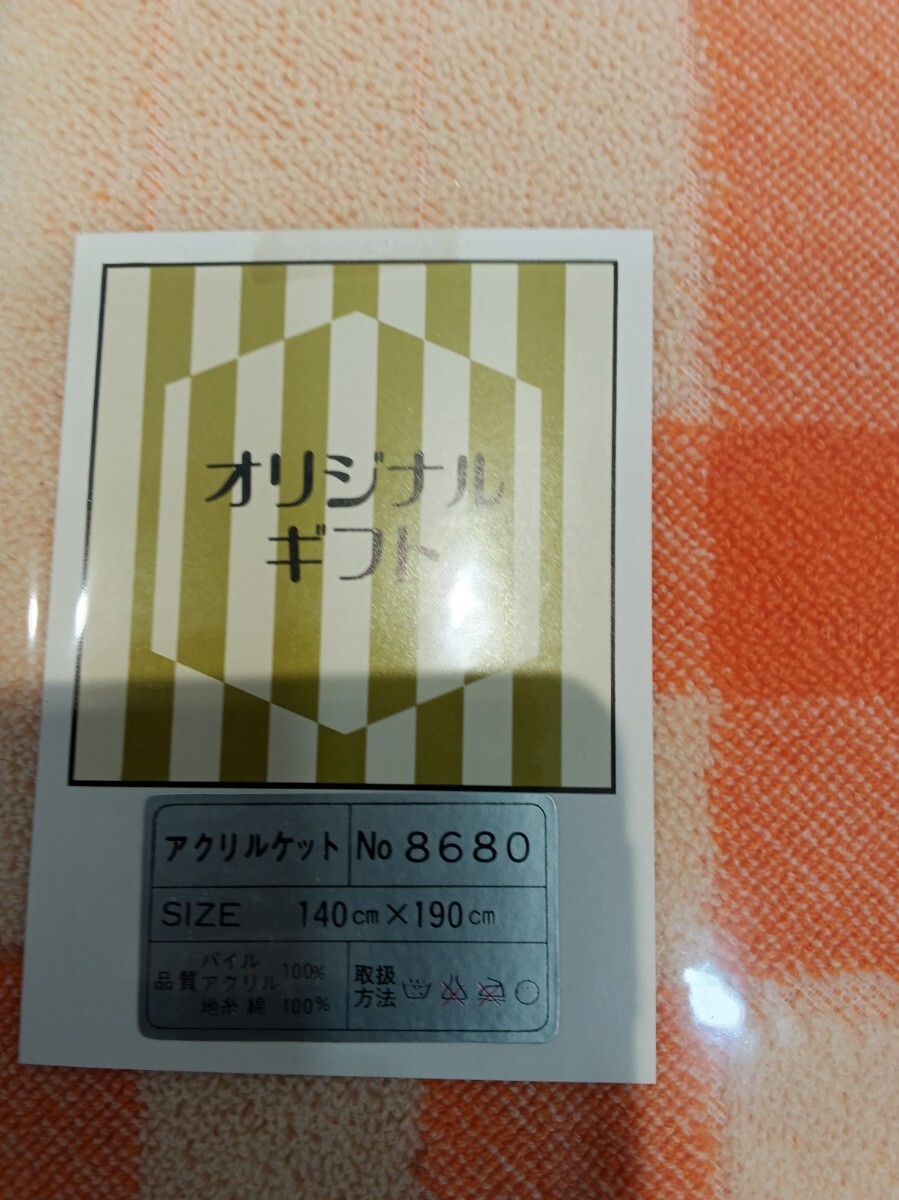 オリジナル
ギフト
アクリルケット No 8680
SIZE 140cm×190cm
品質 パイルアクリル 100%
地糸 綿 100%
取扱方法